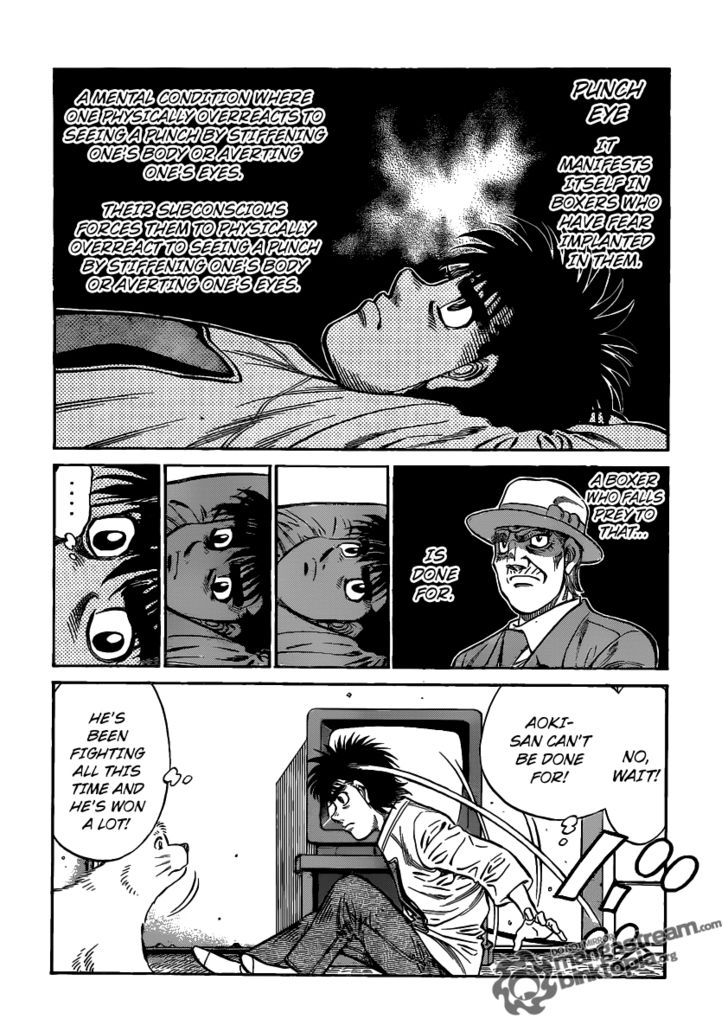 PUNCH
EYE
IT
MANIFESTS
ITSELF IN
BOXERS WHO
HAVE FEAR
IMPLANTED
IN THEM.
A MENTAL CONDITION WHERE
ONE PHYSICALLY OVERREACTS TO
SEEING A PUNCH BY STIFFENING
ONE'S BODY OR AVERTING
ONE'S EYES.
THEIR SUBCONSCIOUS
FORCES THEM TO PHYSICALLY
OVERREACT TO SEEING A PUNCH
BY STIFFENING ONE'S BODY
OR AVERTING ONE'S EYES.
A BOXER
WHO FALLS
PREY TO
THAT...
IS
DONE
FOR.
....
NO,
WAIT!
AOKI-
SAN CAN'T
BE DONE
FOR!
HE'S
BEEN
FIGHTING
ALL THIS
TIME AND
HE'S WON
A LOT!
mangastream.com
binktopia.org